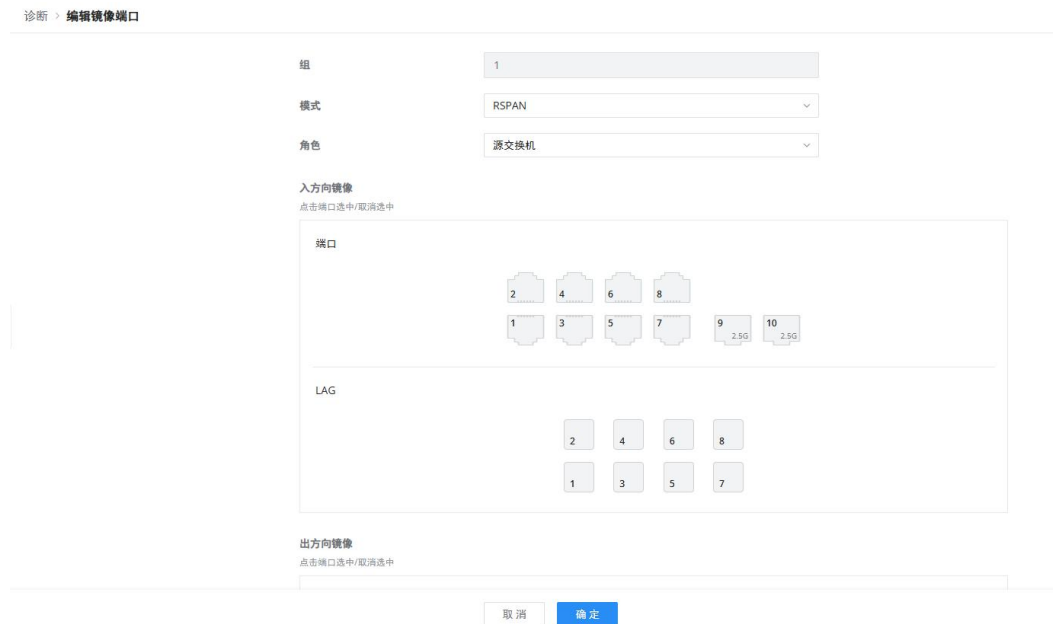 诊断 > 编辑镜像端口
组 1
模式 RSPAN
角色 源交换机
入方向镜像
点击端口选中/取消选中
端口
2 4 6 8
1 3 5 7 9 2.5G 10 2.5G
LAG
2 4 6 8
1 3 5 7
出方向镜像
点击端口选中/取消选中
取消 确定